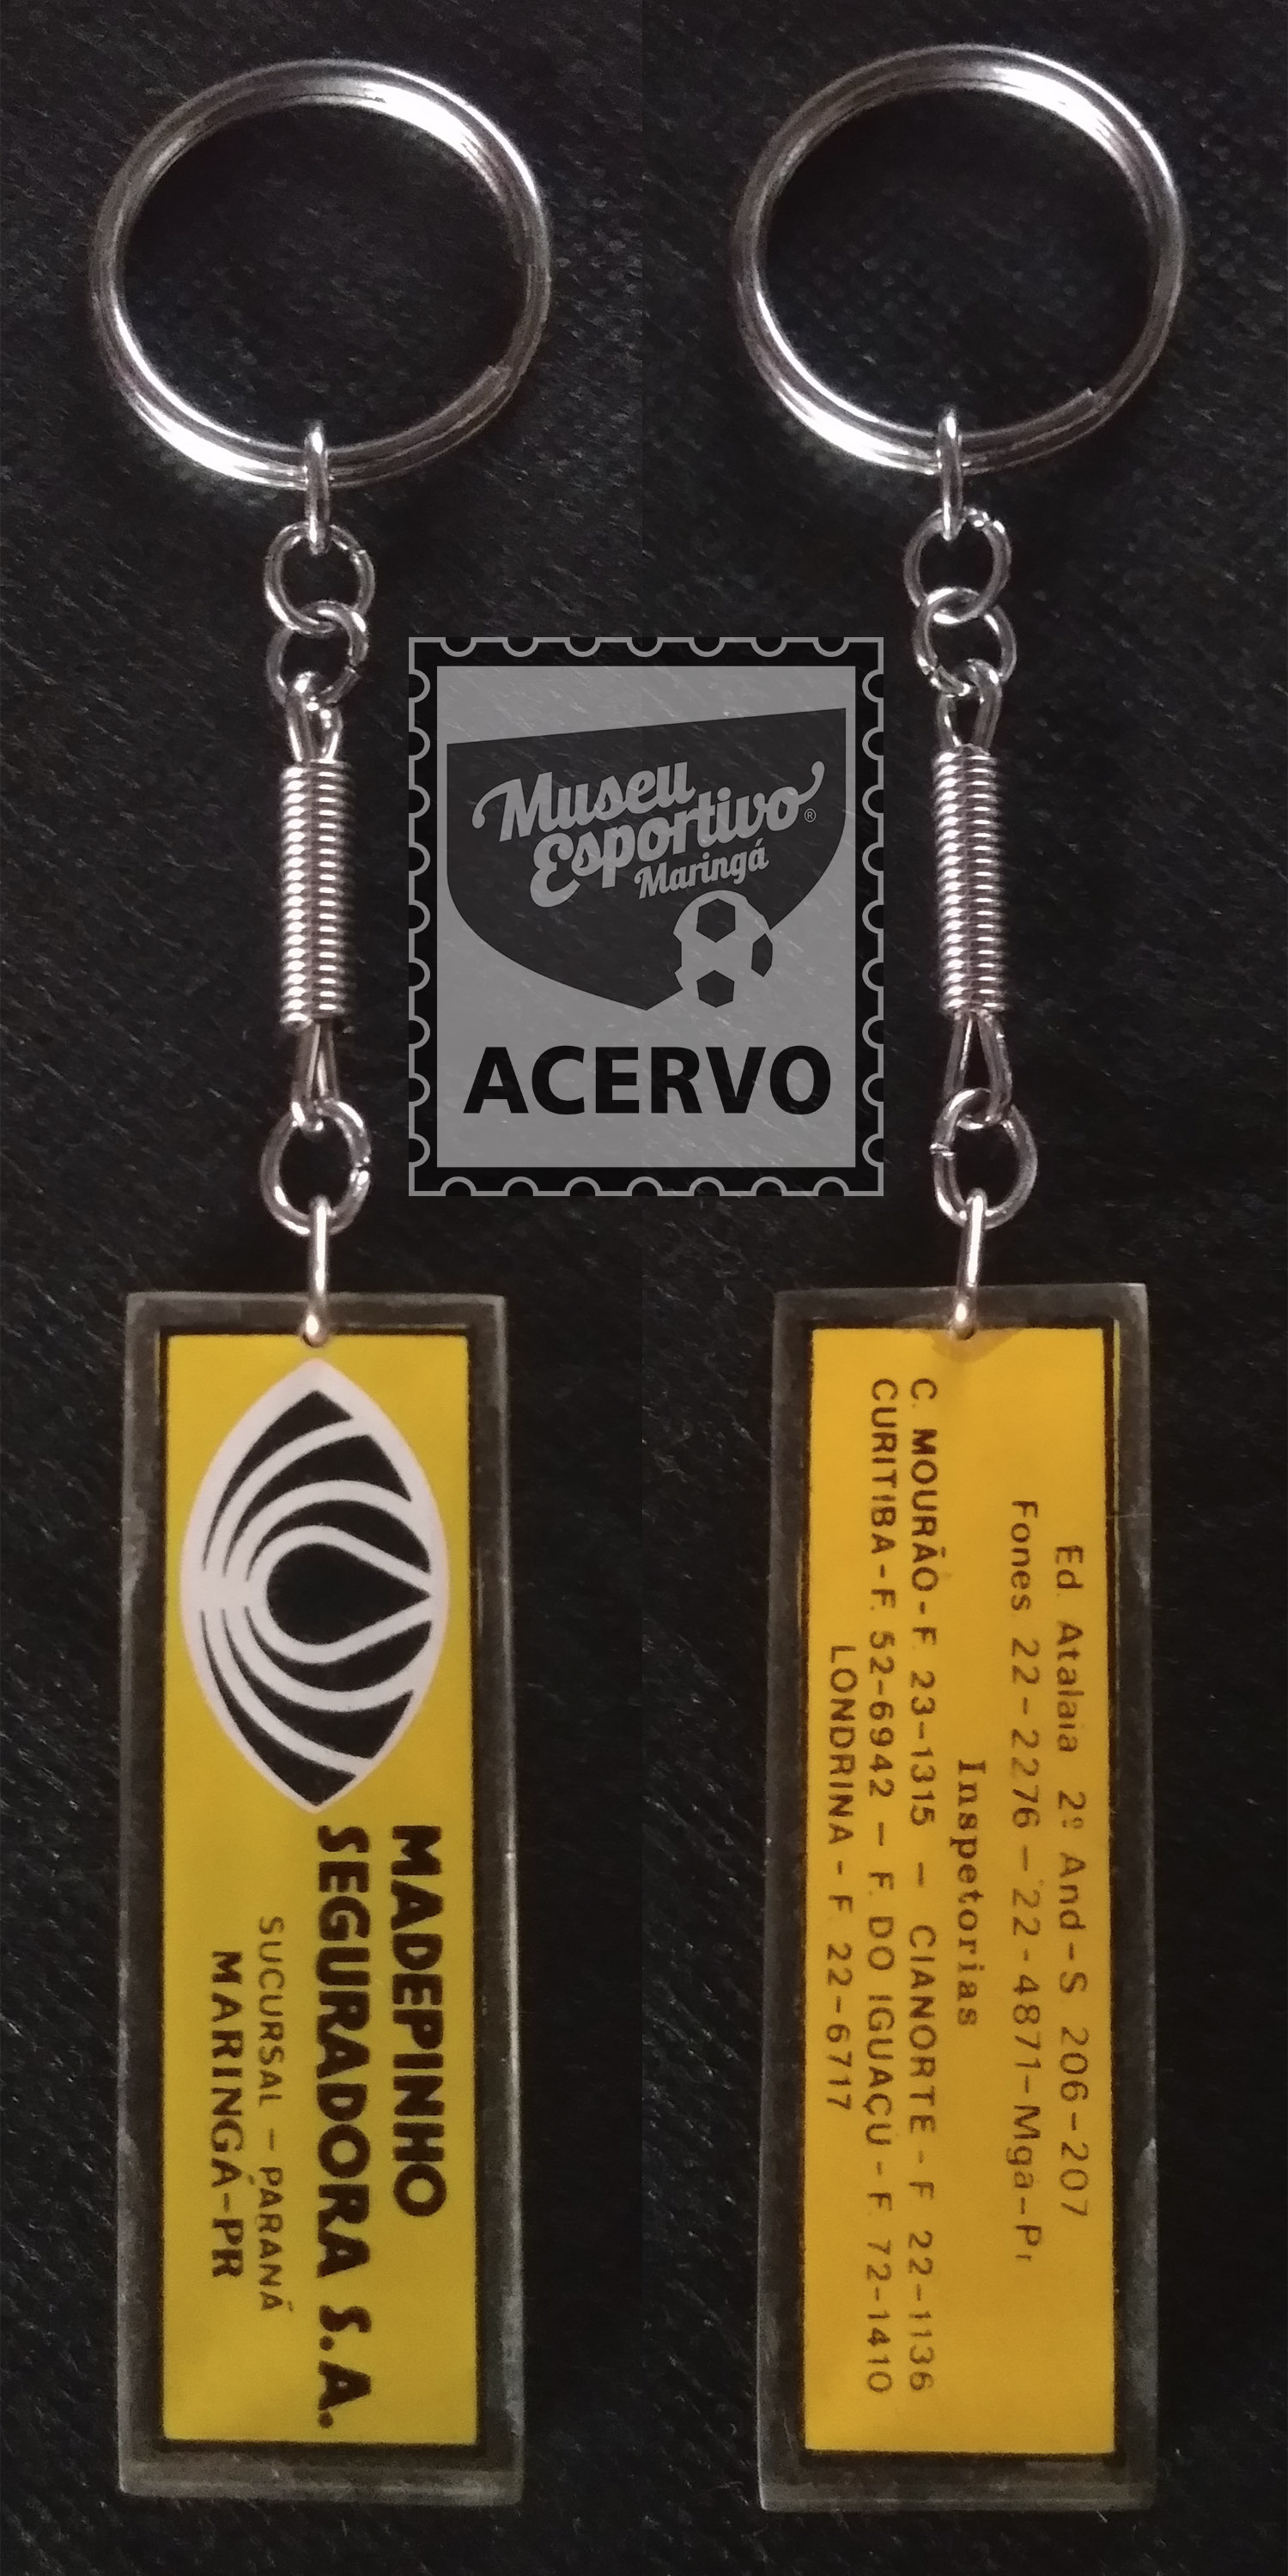 Museu
Esportivo®
Maringá
ACERVO
MADEPINHO
SEGURADORA S.A.
SUCURSAL - PARANÁ
MARINGÁ-PR
Ed. Atalaia 2º And-S. 206-207
Fones. 22-2276-22-4871-Mgá-Pr
Inspetorias
C. MOURÃO-F. 23-1315 - CIANORTE-F. 22-1136
CURITIBA-F. 52-6942 - F. DO IGUAÇU-F. 72-1410
LONDRINA-F. 22-6717